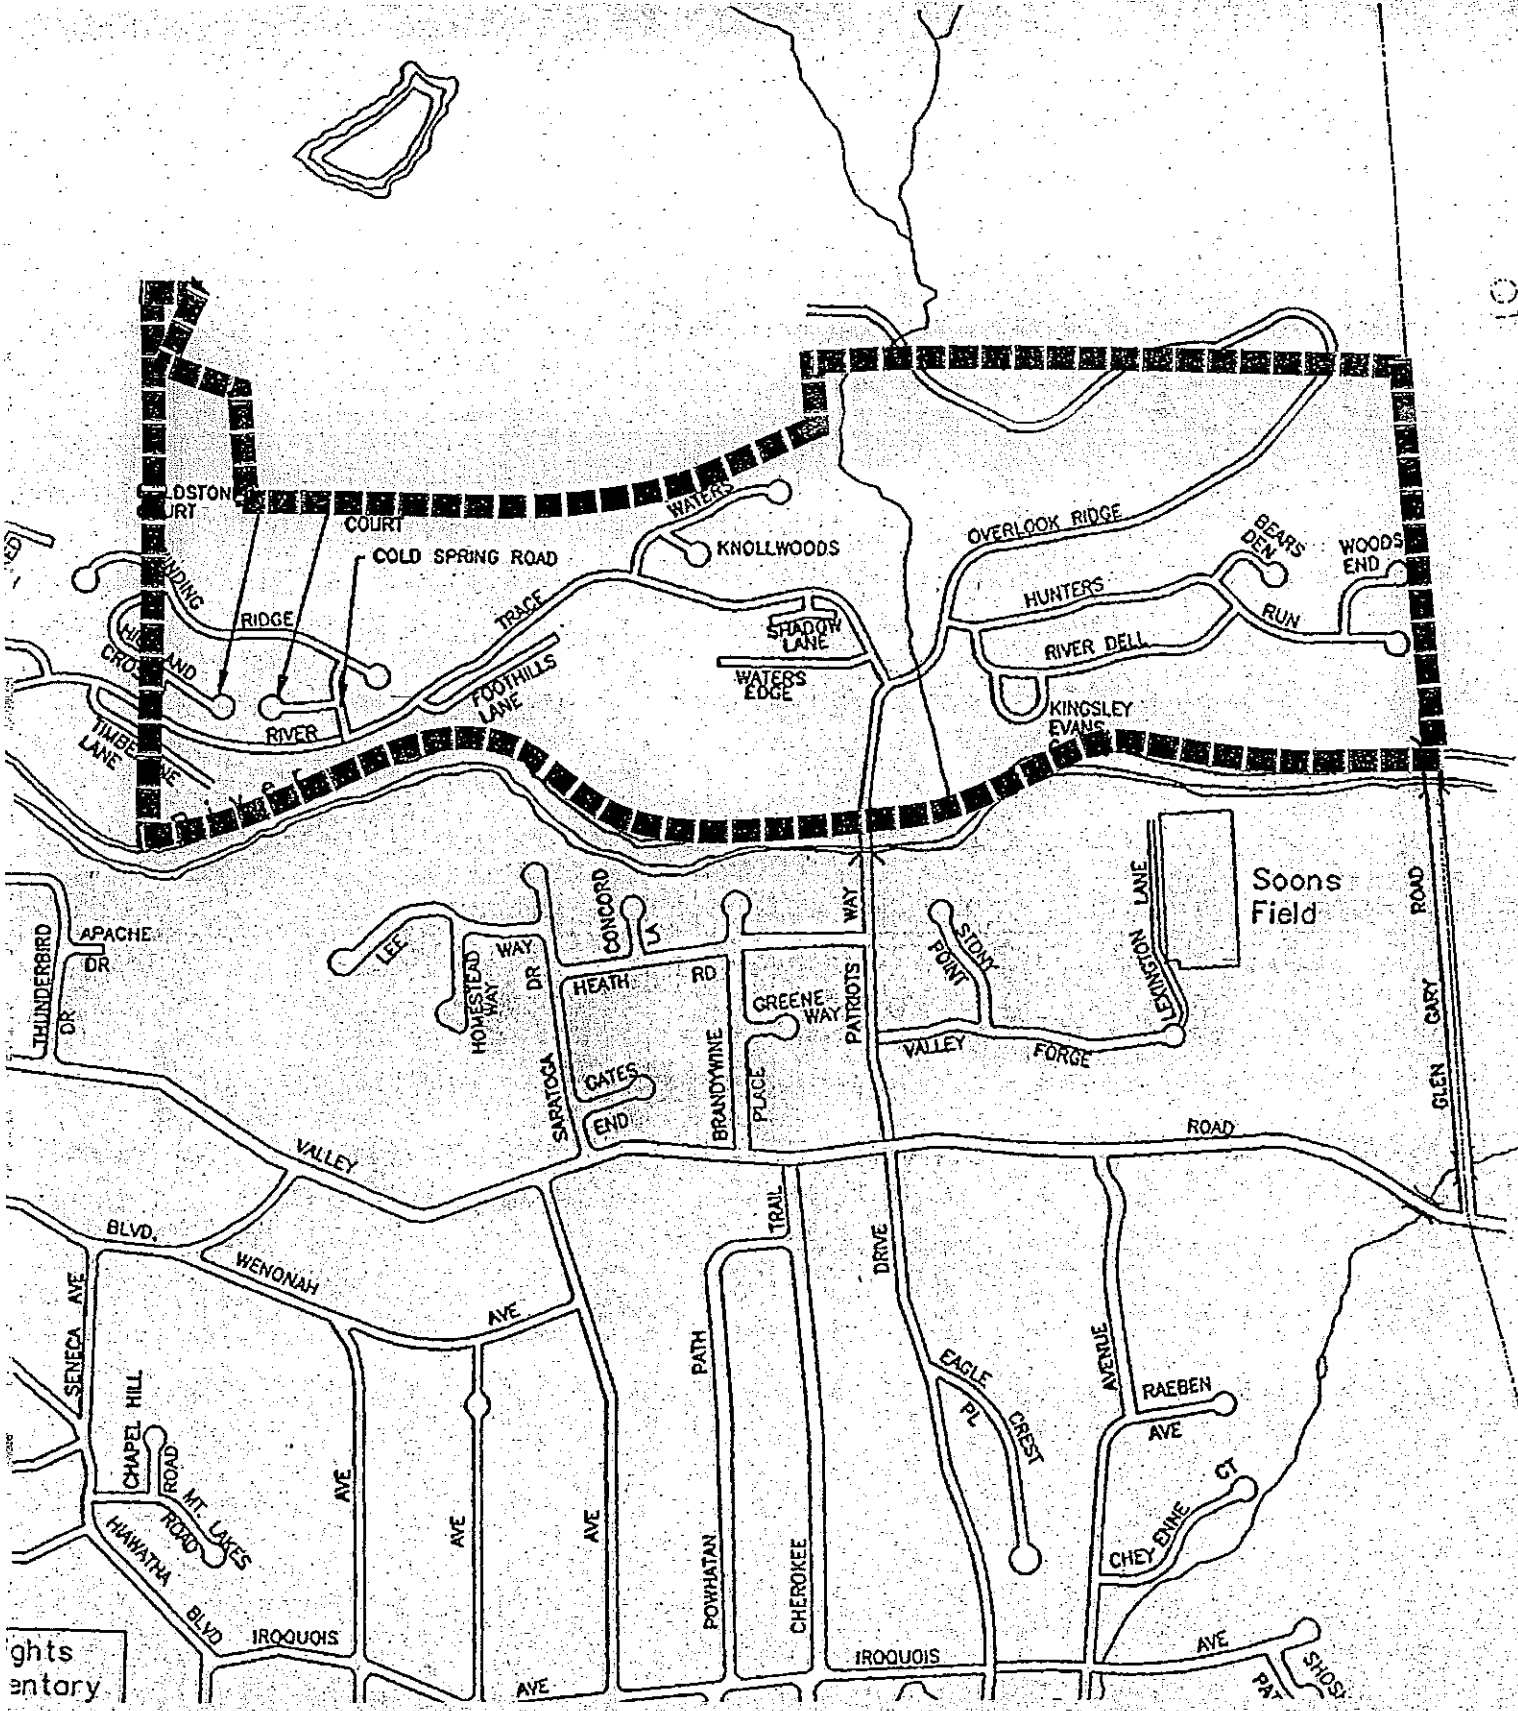 COURT
COLD SPRING ROAD
WATERS
KNOLLWOODS
OVERLOOK RIDGE
BEARS
DEN
WOODS
END
HUNTERS
RUN
RIVER DELL
RIDGE
TRACE
SHADOW
LANE
WATERS
EDGE
FOOTHILLS
LANE
KINGSLEY
EVANS
RIVER
LANE
Soons
Field
LANE
LEXINGTON
ROAD
GARY
GLEN
WAY
PATRIOTS
STONY
POINT
VALLEY
FORGE
CONCORD
LA
LEE
WAY
HOMESTEAD
WAY
DR
HEATH
RD
GREENE
WAY
BRANDYWINE
PLACE
SARATOGA
GATES
END
APACHE
DR
THUNDERBIRD
DR
VALLEY
ROAD
BLVD.
WENONAH
AVE
SENECA
AVE
TRAIL
DRIVE
PATH
AVENUE
EAGLE
CREST
PL
RAEBEN
AVE
CHAPEL HILL
ROAD
MT. LAKES
ROAD
HIAWATHA
BLVD
AVE
AVE
AVE
POWHATAN
CHEROKEE
CHEYENNE
CT
IROQUOIS
AVE
IROQUOIS
AVE
ghts
entory